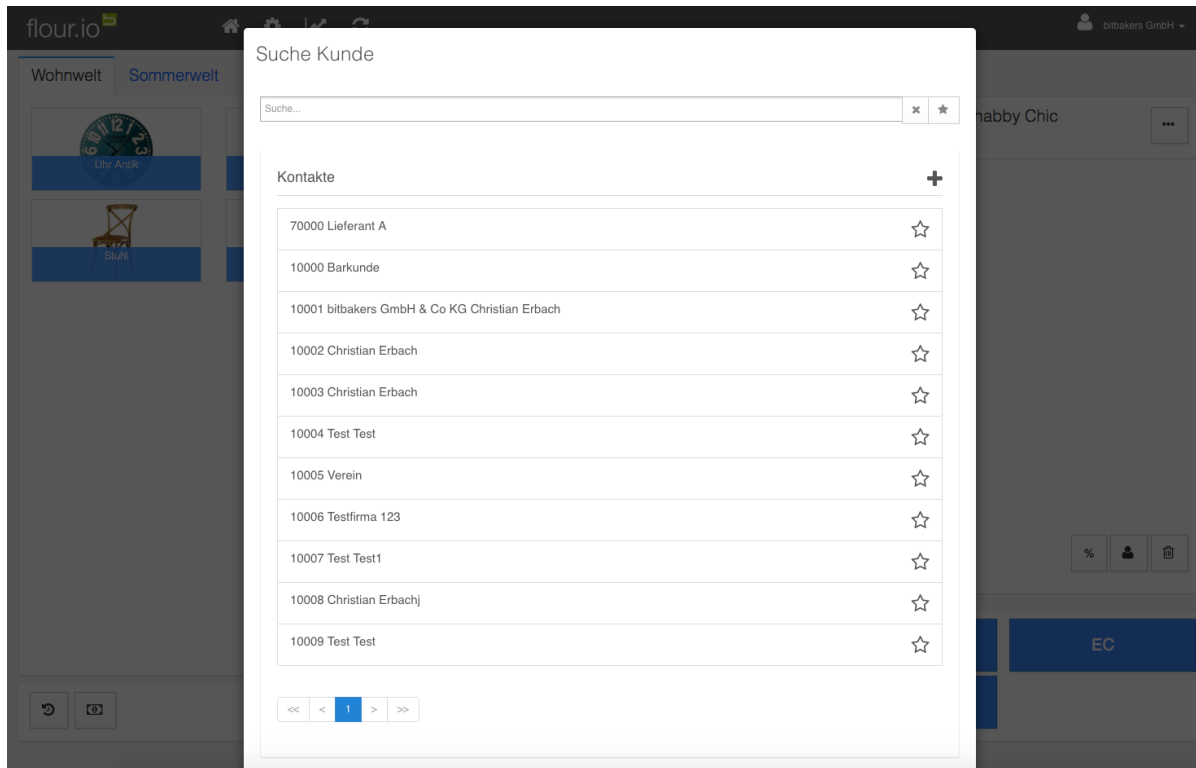 flour.io
bitbakers GmbH
Wohnwelt
Sommerwelt
Uhr Antik
Stuhl
Suche Kunde
Suche...
Kontakte
70000 Lieferant A
10000 Barkunde
10001 bitbakers GmbH & Co KG Christian Erbach
10002 Christian Erbach
10003 Christian Erbach
10004 Test Test
10005 Verein
10006 Testfirma 123
10007 Test Test1
10008 Christian Erbachj
10009 Test Test
<< < 1 > >>
Chic
%
EC